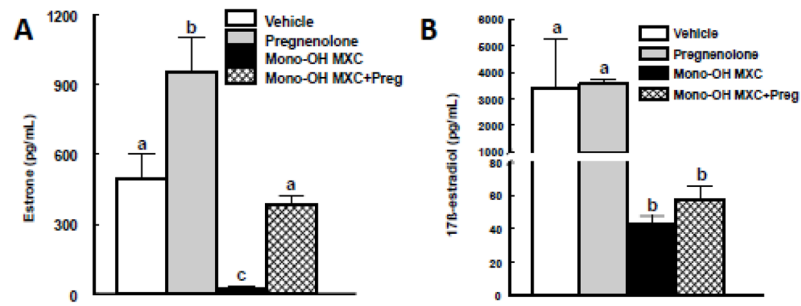 A
Estrone (pg/mL)
1200
900
600
300
0
a
b
c
a
Vehicle
Pregnenolone
Mono-OH MXC
Mono-OH MXC+Preg
B
17ß-estradiol (pg/mL)
6000
5000
4000
3000
2000
1000
80
60
40
20
0
a
a
b
b
Vehicle
Pregnenolone
Mono-OH MXC
Mono-OH MXC+Preg